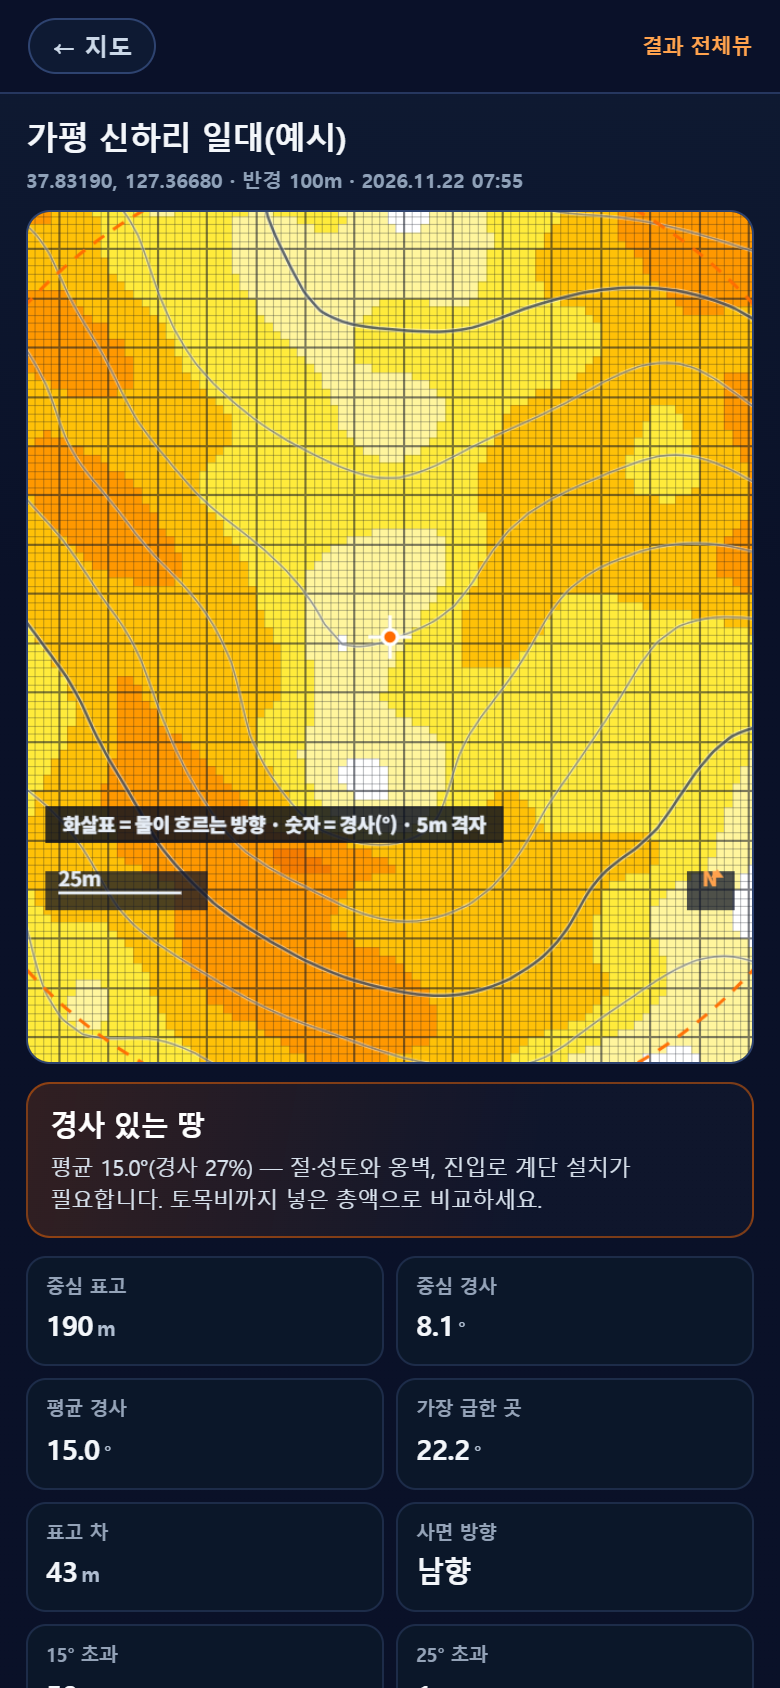 ← 지도
결과 전체뷰
가평 신하리 일대(예시)
37.83190, 127.36680 · 반경 100m · 2026.11.22 07:55
화살표 = 물이 흐르는 방향 · 숫자 = 경사(°) · 5m 격자
25m
N
경사 있는 땅
평균 15.0°(경사 27%) — 절·성토와 옹벽, 진입로 계단 설치가
필요합니다. 토목비까지 넣은 총액으로 비교하세요.
중심 표고
190 m
중심 경사
8.1 °
평균 경사
15.0 °
가장 급한 곳
22.2 °
표고 차
43 m
사면 방향
남향
15° 초과
25° 초과